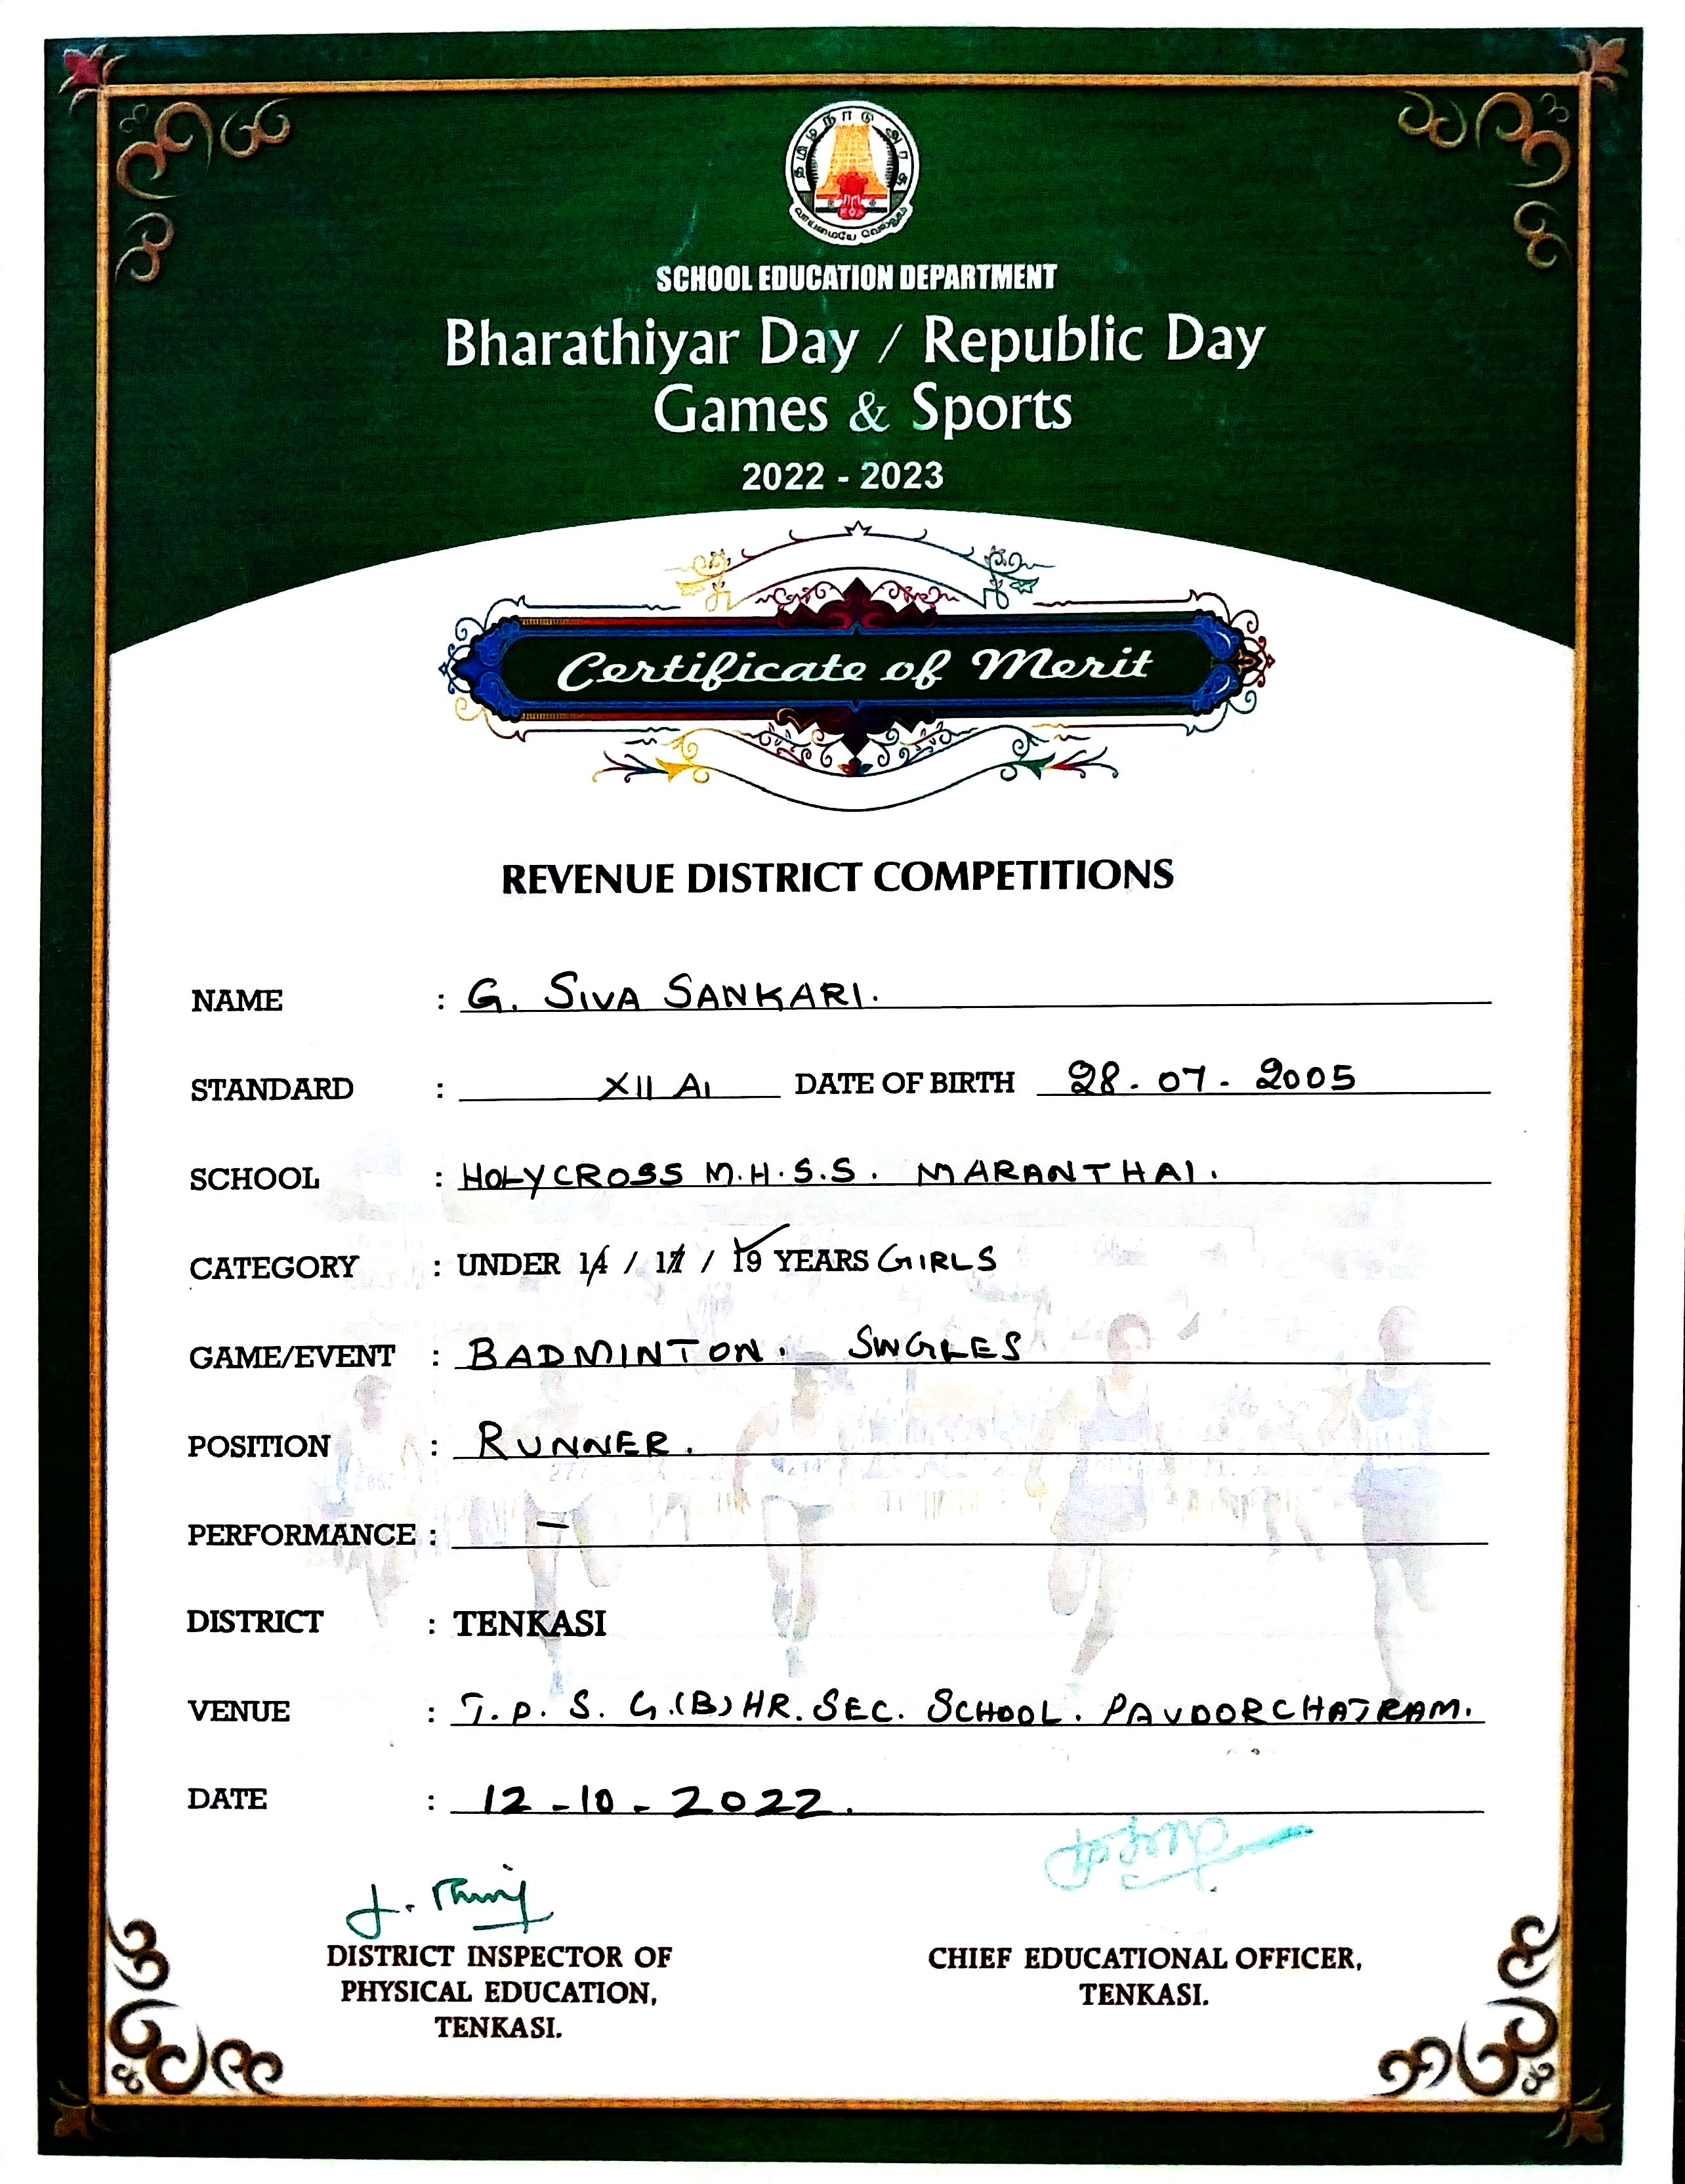 தமிழ்நாடு அரசு
வாய்மையே வெல்லும்
SCHOOL EDUCATION DEPARTMENT
Bharathiyar Day / Republic Day
Games & Sports
2022 - 2023
Certificate of Merit
REVENUE DISTRICT COMPETITIONS
NAME : G. SIVA SANKARI.
STANDARD : XII A1 DATE OF BIRTH 28. 07. 2005
SCHOOL : HOLYCROSS M.H.S.S. MARANTHAI.
CATEGORY : UNDER 14 / 17 / 19 YEARS GIRLS
GAME/EVENT : BADMINTON. SINGLES
POSITION : RUNNER.
PERFORMANCE : –
DISTRICT : TENKASI
VENUE : T.P.S.G.(B) HR. SEC. SCHOOL. PAVOORCHATRAM.
DATE : 12-10-2022.
DISTRICT INSPECTOR OF
PHYSICAL EDUCATION,
TENKASI.
CHIEF EDUCATIONAL OFFICER,
TENKASI.